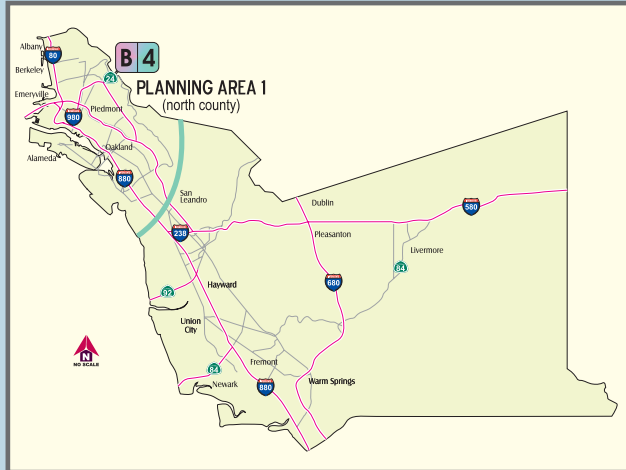 B 4
PLANNING AREA 1
(north county)
Albany
80
Berkeley
24
Emeryville
Piedmont
980
Oakland
Alameda
880
San
Leandro
238
Dublin
580
Pleasanton
Livermore
84
680
92
Hayward
Union
City
N
NO SCALE
Fremont
84
Newark
880
Warm Springs